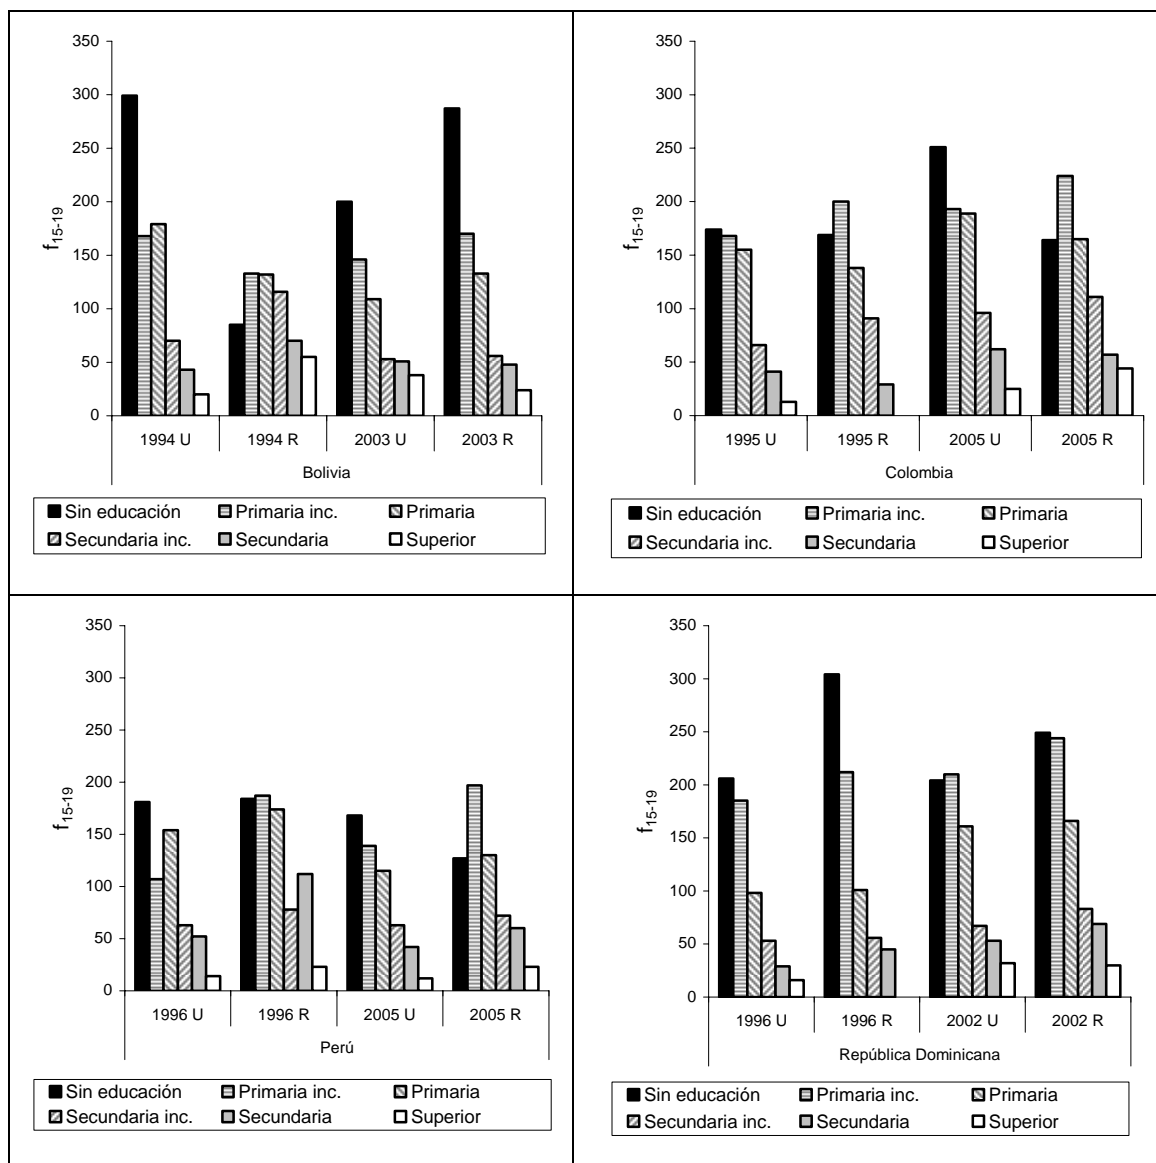 350
300
250
200
150
100
50
0
f15-19
1994 U 1994 R 2003 U 2003 R
Bolivia
Sin educación Primaria inc. Primaria
Secundaria inc. Secundaria Superior
350
300
250
200
150
100
50
0
f15-19
1995 U 1995 R 2005 U 2005 R
Colombia
Sin educación Primaria inc. Primaria
Secundaria inc. Secundaria Superior
350
300
250
200
150
100
50
0
f15-19
1996 U 1996 R 2005 U 2005 R
Perú
Sin educación Primaria inc. Primaria
Secundaria inc. Secundaria Superior
350
300
250
200
150
100
50
0
f15-19
1996 U 1996 R 2002 U 2002 R
República Dominicana
Sin educación Primaria inc. Primaria
Secundaria inc. Secundaria Superior